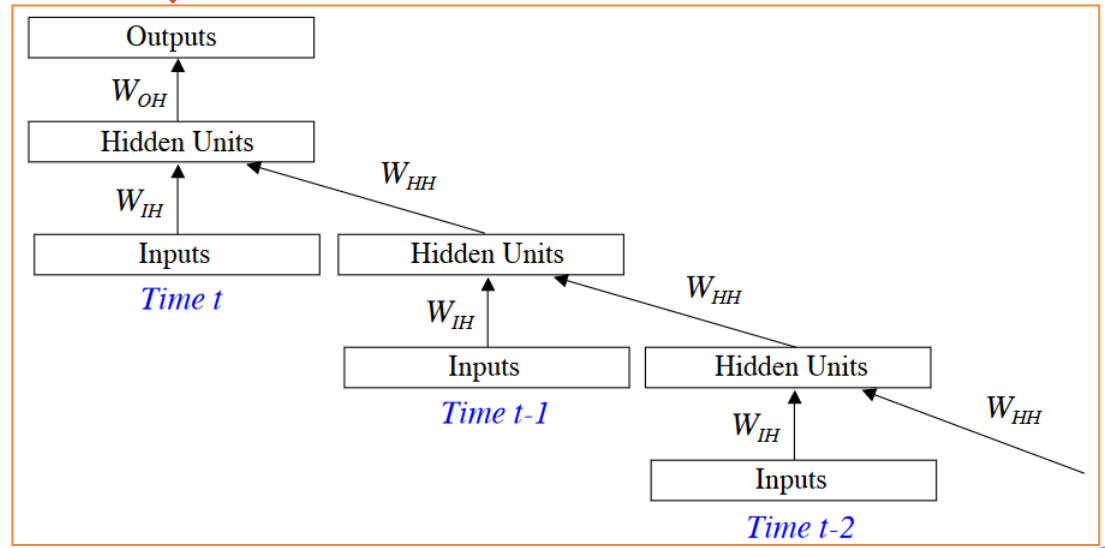 Outputs
W_OH
Hidden Units
W_HH
W_IH
Inputs
Hidden Units
Time t
W_HH
W_IH
Inputs
Hidden Units
Time t-1
W_HH
W_IH
Inputs
Time t-2